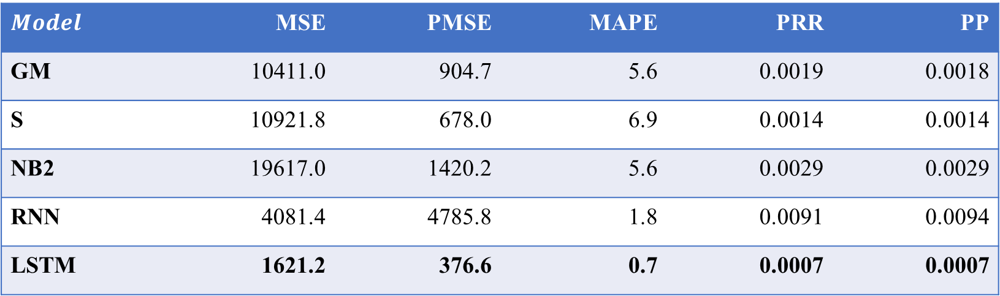 Model MSE PMSE MAPE PRR PP
GM 10411.0 904.7 5.6 0.0019 0.0018
S 10921.8 678.0 6.9 0.0014 0.0014
NB2 19617.0 1420.2 5.6 0.0029 0.0029
RNN 4081.4 4785.8 1.8 0.0091 0.0094
LSTM 1621.2 376.6 0.7 0.0007 0.0007